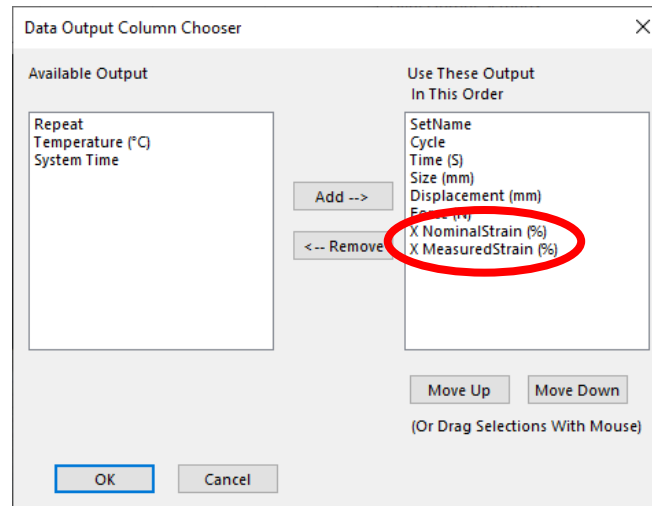 Data Output Column Chooser
Available Output
Use These Output
In This Order
Repeat
Temperature (°C)
System Time
SetName
Cycle
Time (S)
Size (mm)
Displacement (mm)
Force (N)
X NominalStrain (%)
X MeasuredStrain (%)
Add -->
<-- Remove
Move Up
Move Down
(Or Drag Selections With Mouse)
OK
Cancel